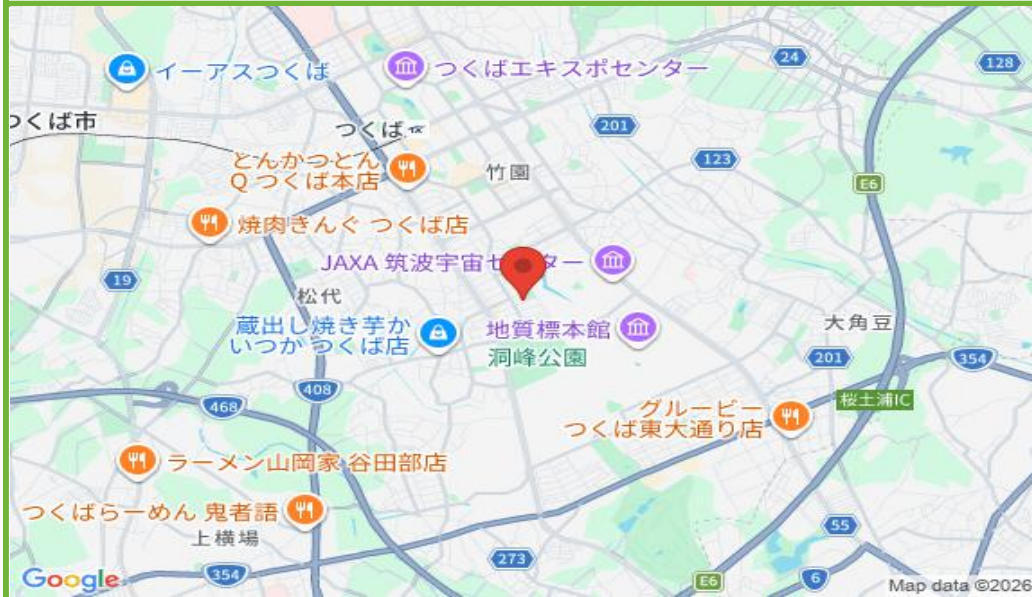 24
128
イーアスつくば
つくばエキスポセンター
つくば市
201
つくば
とんかつとん
Q つくば本店
竹園
123
E6
焼肉きんぐ つくば店
JAXA 筑波宇宙セ
ター
19
松代
蔵出し焼き芋か
いつか つくば店
地質標本館
洞峰公園
大角豆
201
354
408
468
桜土浦IC
グルービー
つくば東大通り店
ラーメン山岡家 谷田部店
つくばらーめん 鬼者語
上横場
55
273
354
E6
6
Google
Map data ©2026